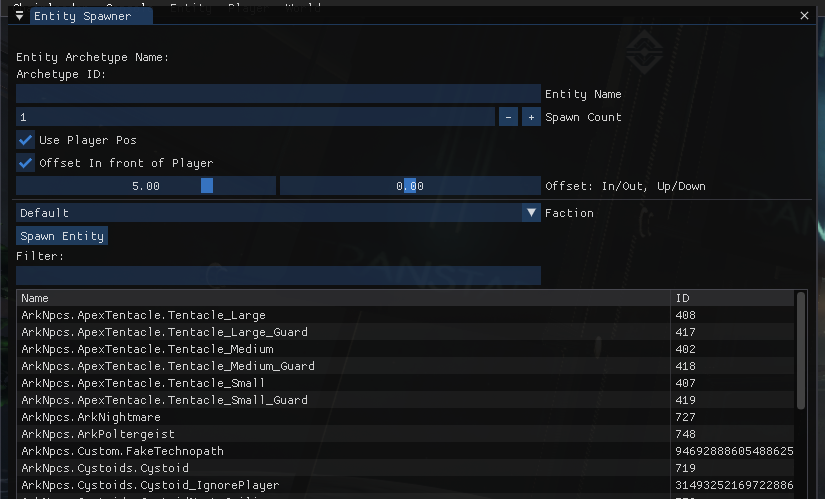 Entity Spawner
Entity Archetype Name:
Archetype ID:
Entity Name
1 - + Spawn Count
Use Player Pos
Offset In front of Player
5.00 0.00 Offset: In/Out, Up/Down
Default Faction
Spawn Entity
Filter:
Name ID
ArkNpcs.ApexTentacle.Tentacle_Large 408
ArkNpcs.ApexTentacle.Tentacle_Large_Guard 417
ArkNpcs.ApexTentacle.Tentacle_Medium 402
ArkNpcs.ApexTentacle.Tentacle_Medium_Guard 418
ArkNpcs.ApexTentacle.Tentacle_Small 407
ArkNpcs.ApexTentacle.Tentacle_Small_Guard 419
ArkNpcs.ArkNightmare 727
ArkNpcs.ArkPoltergeist 748
ArkNpcs.Custom.FakeTechnopath 94692888605488625
ArkNpcs.Cystoids.Cystoid 719
ArkNpcs.Cystoids.Cystoid_IgnorePlayer 31493252169722886